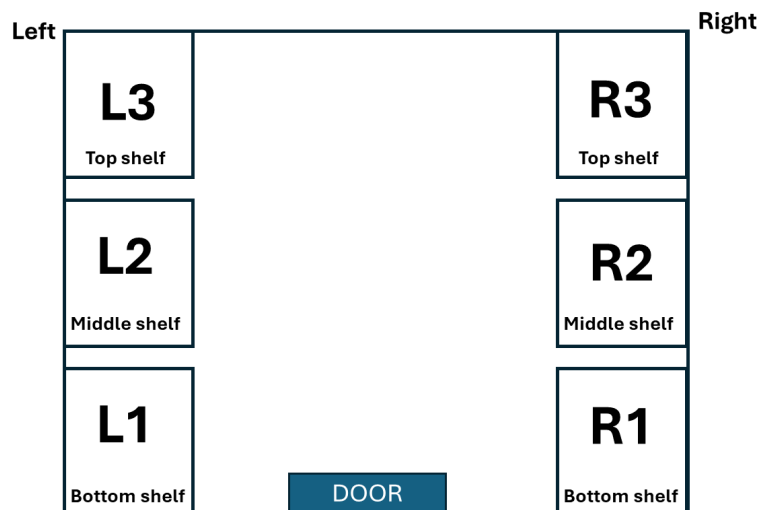 Left
Right
L3
Top shelf
R3
Top shelf
L2
Middle shelf
R2
Middle shelf
L1
Bottom shelf
R1
Bottom shelf
DOOR